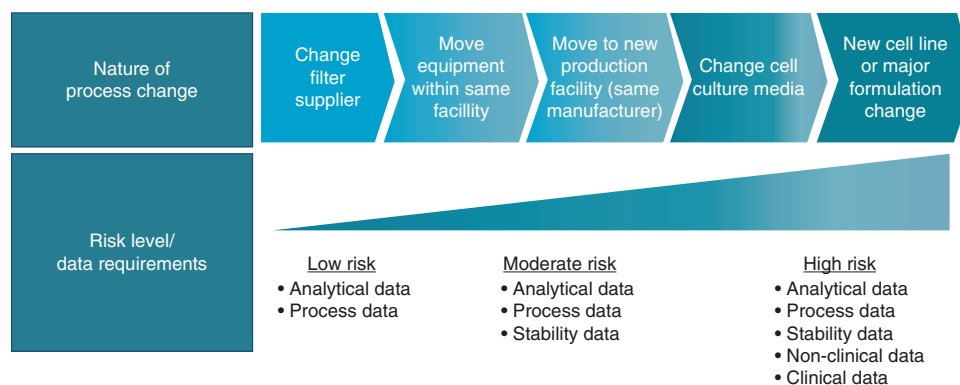 Nature of
process change
Change
filter
supplier
Move
equipment
within same
facillity
Move to new
production
facility (same
manufacturer)
Change cell
culture media
New cell line
or major
formulation
change
Risk level/
data requirements
Low risk
• Analytical data
• Process data
Moderate risk
• Analytical data
• Process data
• Stability data
High risk
• Analytical data
• Process data
• Stability data
• Non-clinical data
• Clinical data